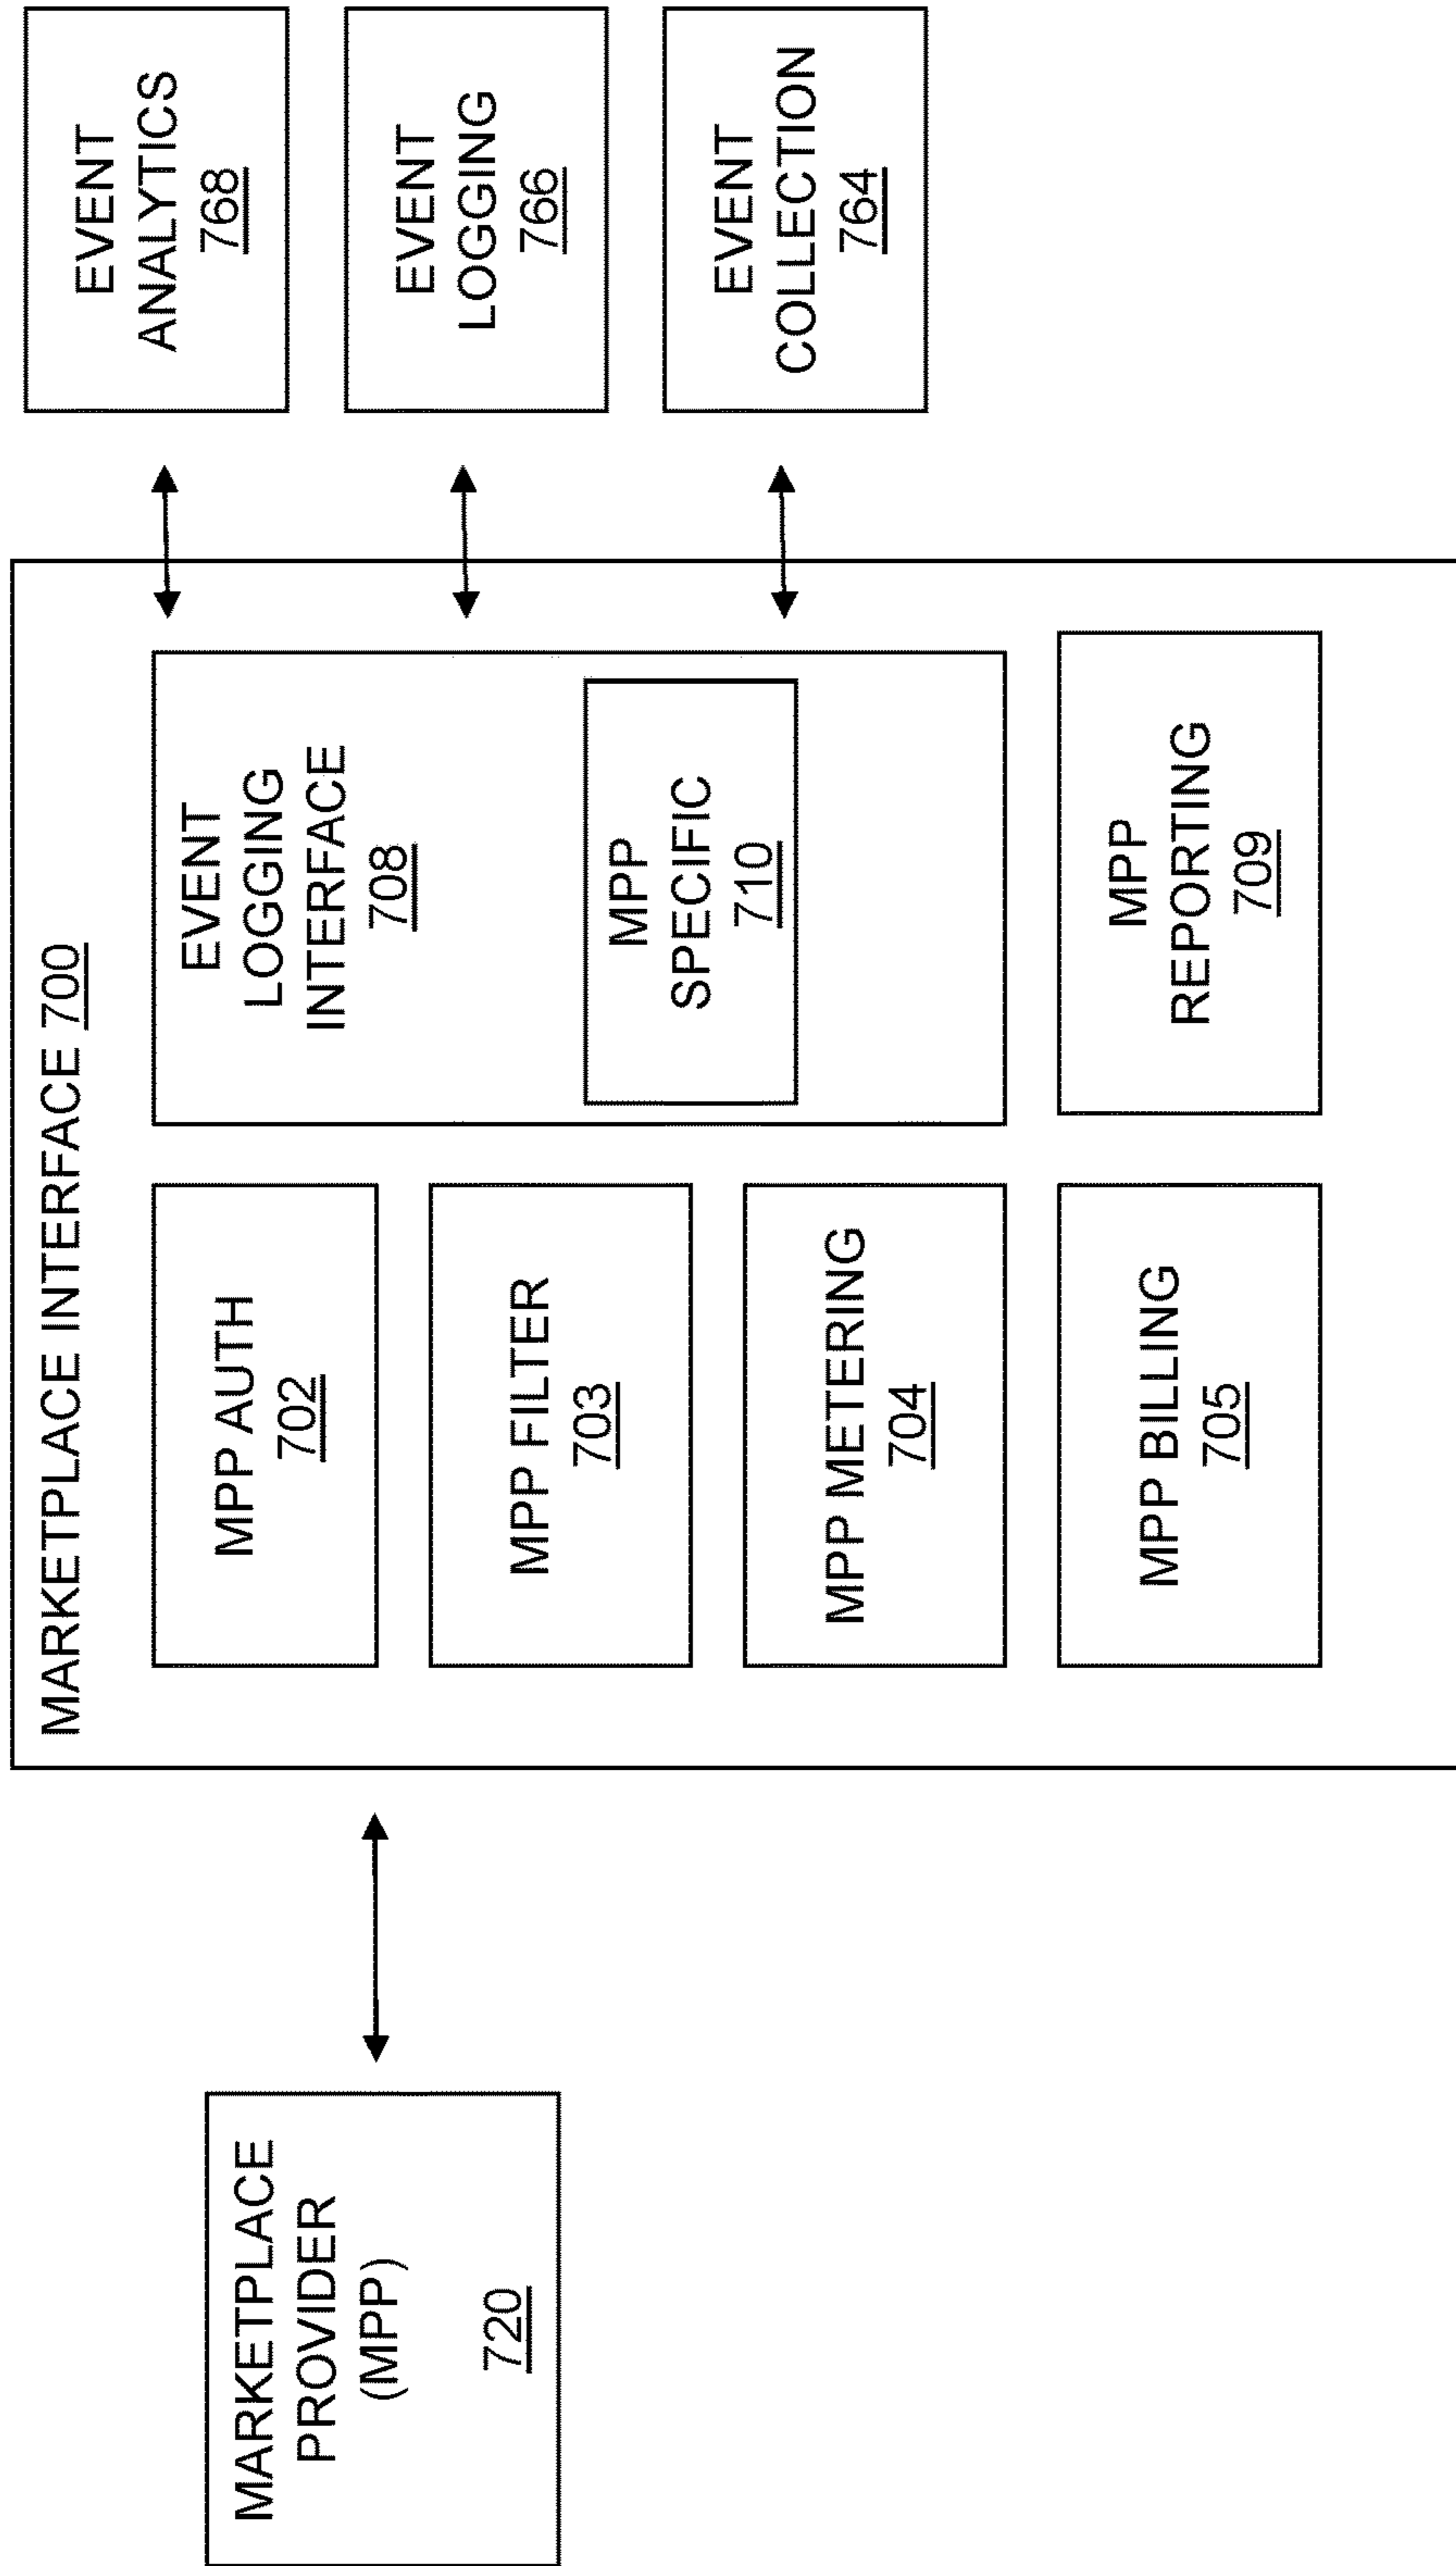 MARKETPLACE
PROVIDER
(MPP)
720
MARKETPLACE INTERFACE 700
MPP AUTH
702
MPP FILTER
703
MPP METERING
704
MPP BILLING
705
EVENT
LOGGING
INTERFACE
708
MPP
SPECIFIC
710
MPP
REPORTING
709
EVENT
ANALYTICS
768
EVENT
LOGGING
766
EVENT
COLLECTION
764